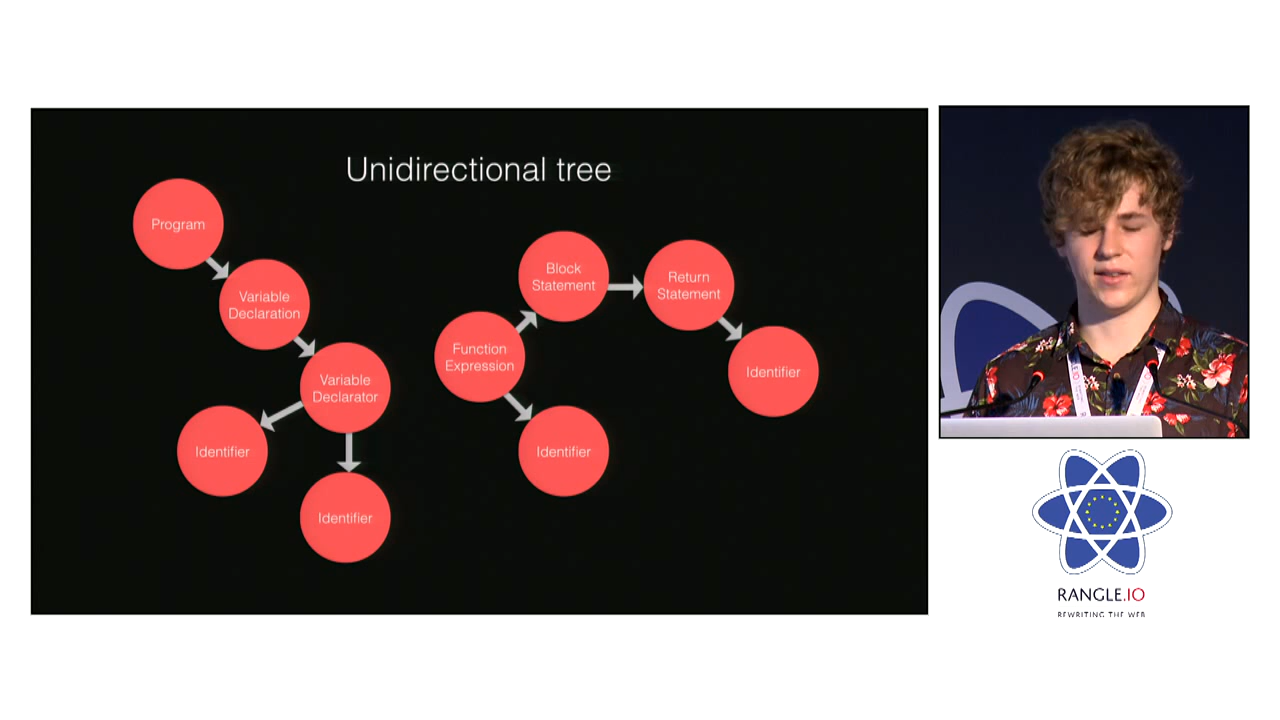 Unidirectional tree
Program
Variable
Declaration
Variable
Declarator
Identifier
Identifier
Function
Expression
Block
Statement
Return
Statement
Identifier
Identifier
RANGLE.IO
REWRITING THE WEB